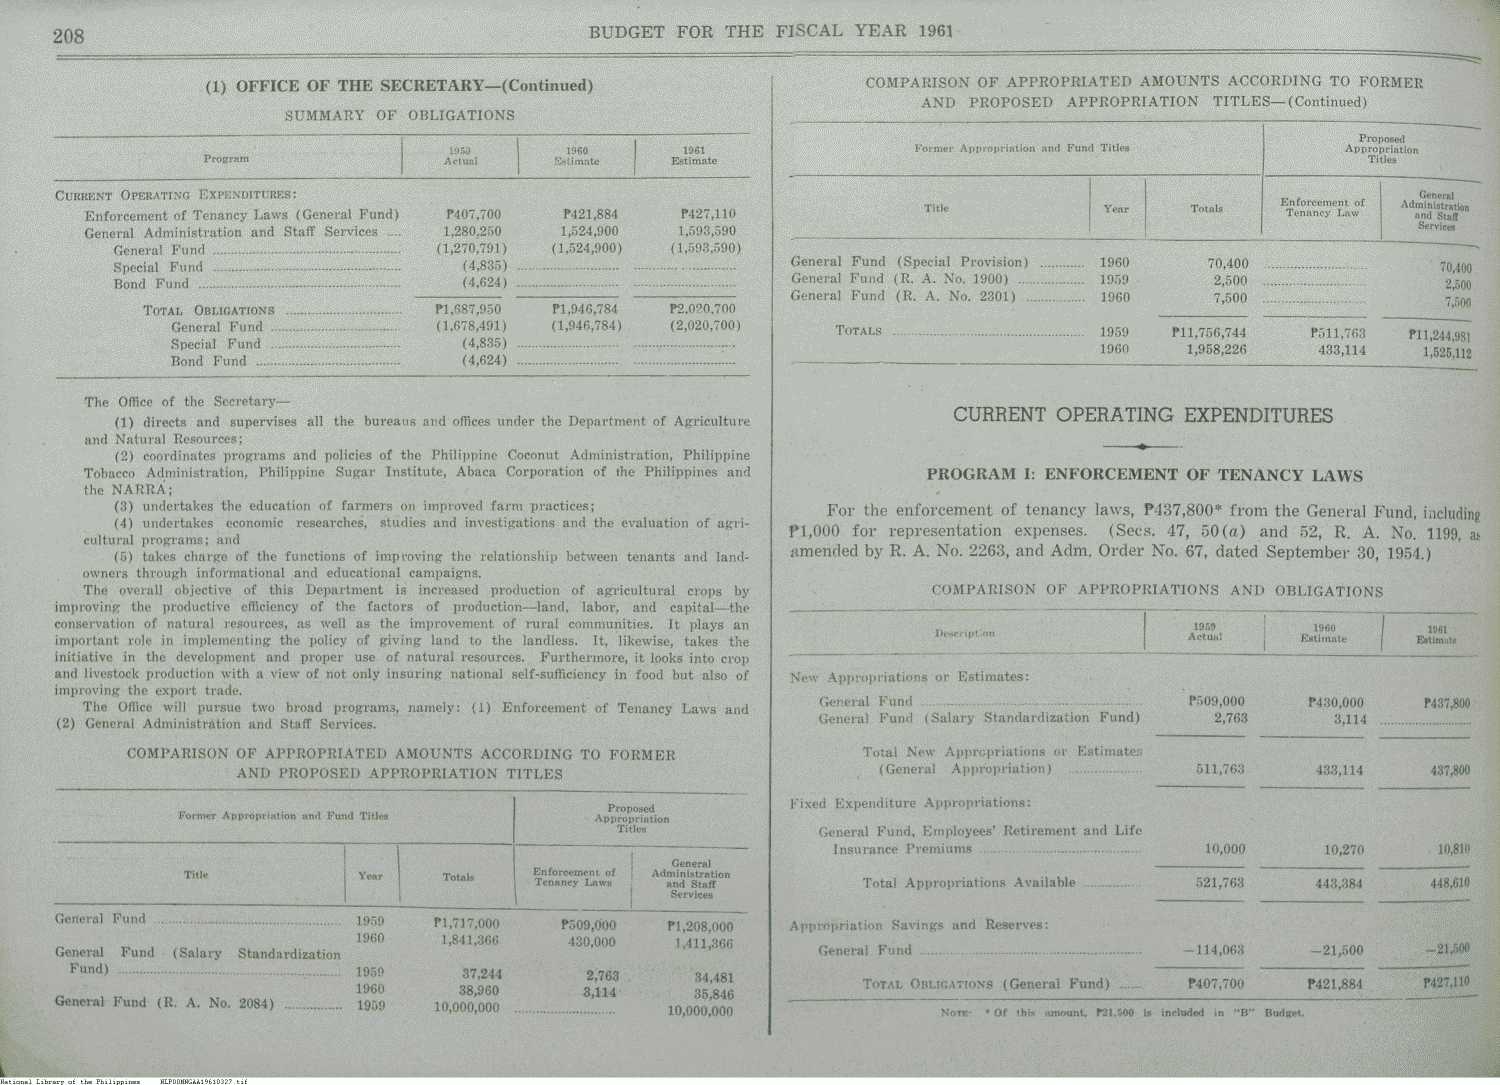 208
BUDGET FOR THE FISCAL YEAR 1961
(1) OFFICE OF THE SECRETARY—(Continued)
SUMMARY OF OBLIGATIONS
Program 1959 Actual 1960 Estimate 1961 Estimate
CURRENT OPERATING EXPENDITURES:
Enforcement of Tenancy Laws (General Fund) ₱407,700 ₱421,884 ₱427,110
General Administration and Staff Services .... 1,280,250 1,524,900 1,593,590
General Fund (1,270,791) (1,524,900) (1,593,590)
Special Fund (4,835)
Bond Fund (4,624)
TOTAL OBLIGATIONS ₱1,687,950 ₱1,946,784 ₱2,020,700
General Fund (1,678,491) (1,946,784) (2,020,700)
Special Fund (4,835)
Bond Fund (4,624)
The Office of the Secretary—
(1) directs and supervises all the bureaus and offices under the Department of Agriculture
and Natural Resources;
(2) coordinates programs and policies of the Philippine Coconut Administration, Philippine
Tobacco Administration, Philippine Sugar Institute, Abaca Corporation of the Philippines and
the NARRA;
(3) undertakes the education of farmers on improved farm practices;
(4) undertakes economic researches, studies and investigations and the evaluation of agri-
cultural programs; and
(5) takes charge of the functions of improving the relationship between tenants and land-
owners through informational and educational campaigns.
The overall objective of this Department is increased production of agricultural crops by
improving the productive efficiency of the factors of production—land, labor, and capital—the
conservation of natural resources, as well as the improvement of rural communities. It plays an
important role in implementing the policy of giving land to the landless. It, likewise, takes the
initiative in the development and proper use of natural resources. Furthermore, it looks into crop
and livestock production with a view of not only insuring national self-sufficiency in food but also of
improving the export trade.
The Office will pursue two broad programs, namely: (1) Enforcement of Tenancy Laws and
(2) General Administration and Staff Services.
COMPARISON OF APPROPRIATED AMOUNTS ACCORDING TO FORMER
AND PROPOSED APPROPRIATION TITLES
Former Appropriation and Fund Titles Proposed Appropriation Titles
Title Year Totals Enforcement of Tenancy Laws General Administration and Staff Services
General Fund 1959 ₱1,717,000 ₱509,000 ₱1,208,000
1960 1,841,366 430,000 1,411,366
General Fund (Salary Standardization
Fund) 1959 37,244 2,763 34,481
1960 38,960 3,114 35,846
General Fund (R. A. No. 2084) 1959 10,000,000 10,000,000
COMPARISON OF APPROPRIATED AMOUNTS ACCORDING TO FORMER
AND PROPOSED APPROPRIATION TITLES—(Continued)
Former Appropriation and Fund Titles Proposed Appropriation Titles
Title Year Totals Enforcement of Tenancy Law General Administration and Staff Services
General Fund (Special Provision) 1960 70,400 70,400
General Fund (R. A. No. 1900) 1959 2,500 2,500
General Fund (R. A. No. 2301) 1960 7,500 7,500
TOTALS 1959 ₱11,756,744 ₱511,763 ₱11,244,981
1960 1,958,226 433,114 1,525,112
CURRENT OPERATING EXPENDITURES
PROGRAM I: ENFORCEMENT OF TENANCY LAWS
For the enforcement of tenancy laws, ₱437,800* from the General Fund, including
₱1,000 for representation expenses. (Secs. 47, 50(a) and 52, R. A. No. 1199, as
amended by R. A. No. 2263, and Adm. Order No. 67, dated September 30, 1954.)
COMPARISON OF APPROPRIATIONS AND OBLIGATIONS
Description 1959 Actual 1960 Estimate 1961 Estimate
New Appropriations or Estimates:
General Fund ₱509,000 ₱430,000 ₱437,800
General Fund (Salary Standardization Fund) 2,763 3,114
Total New Appropriations or Estimates
(General Appropriation) 511,763 433,114 437,800
Fixed Expenditure Appropriations:
General Fund, Employees' Retirement and Life
Insurance Premiums 10,000 10,270 10,810
Total Appropriations Available 521,763 443,384 448,610
Appropriation Savings and Reserves:
General Fund —114,063 —21,500 —21,500
TOTAL OBLIGATIONS (General Fund) ₱407,700 ₱421,884 ₱427,110
NOTE- * Of this amount, ₱21,500 is included in "B" Budget.
National Library of the Philippines NLPDOMNGAA19610327.tif